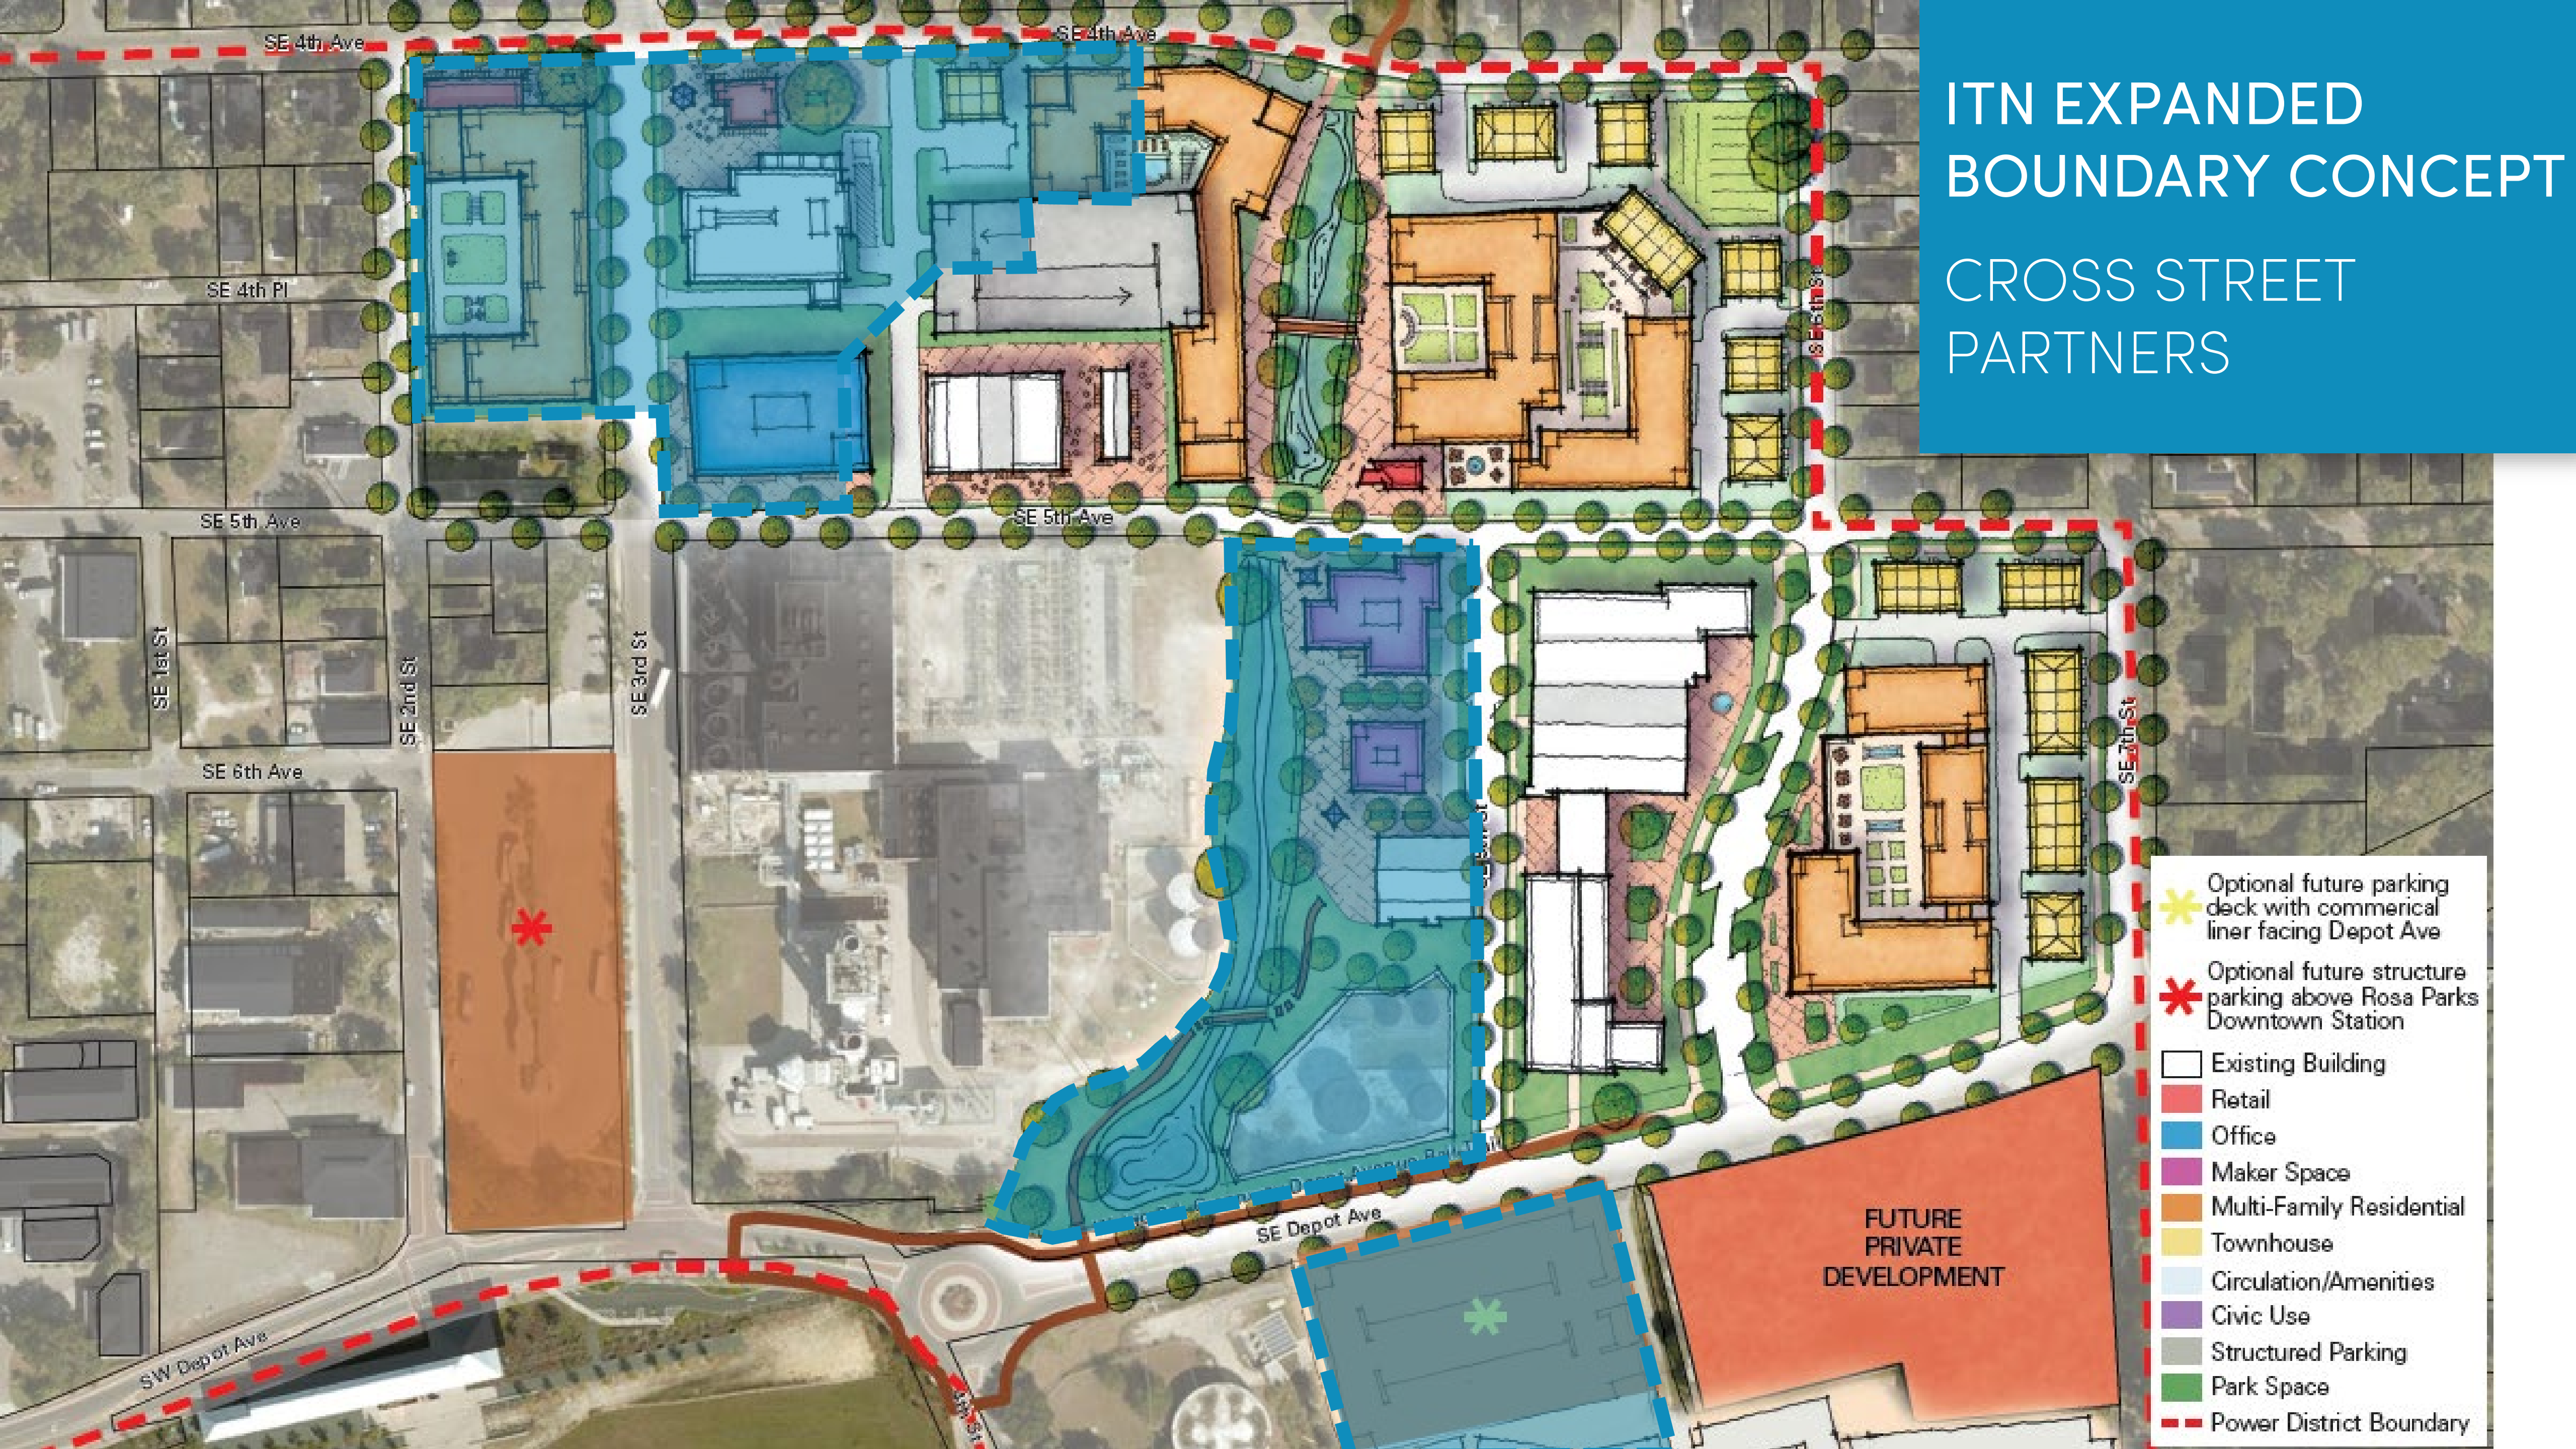 ITN EXPANDED
BOUNDARY CONCEPT
CROSS STREET
PARTNERS
SE 4th Ave
SE 4th Ave
SE 4th Pl
SE 6th St
SE 5th Ave
SE 5th Ave
SE 1st St
SE 2nd St
SE 3rd St
SE 7th St
SE 6th Ave
SE Depot Ave
SW Depot Ave
4th St
FUTURE
PRIVATE
DEVELOPMENT
Optional future parking
deck with commerical
liner facing Depot Ave
Optional future structure
parking above Rosa Parks
Downtown Station
Existing Building
Retail
Office
Maker Space
Multi-Family Residential
Townhouse
Circulation/Amenities
Civic Use
Structured Parking
Park Space
Power District Boundary